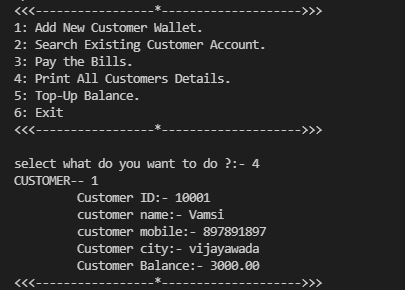 <<<-----------------*-------------------->>>
1: Add New Customer Wallet.
2: Search Existing Customer Account.
3: Pay the Bills.
4: Print All Customers Details.
5: Top-Up Balance.
6: Exit
<<<-----------------*-------------------->>>
select what do you want to do ?:- 4
CUSTOMER-- 1
Customer ID:- 10001
customer name:- Vamsi
customer mobile:- 897891897
Customer city:- vijayawada
Customer Balance:- 3000.00
<<<-----------------*-------------------->>>